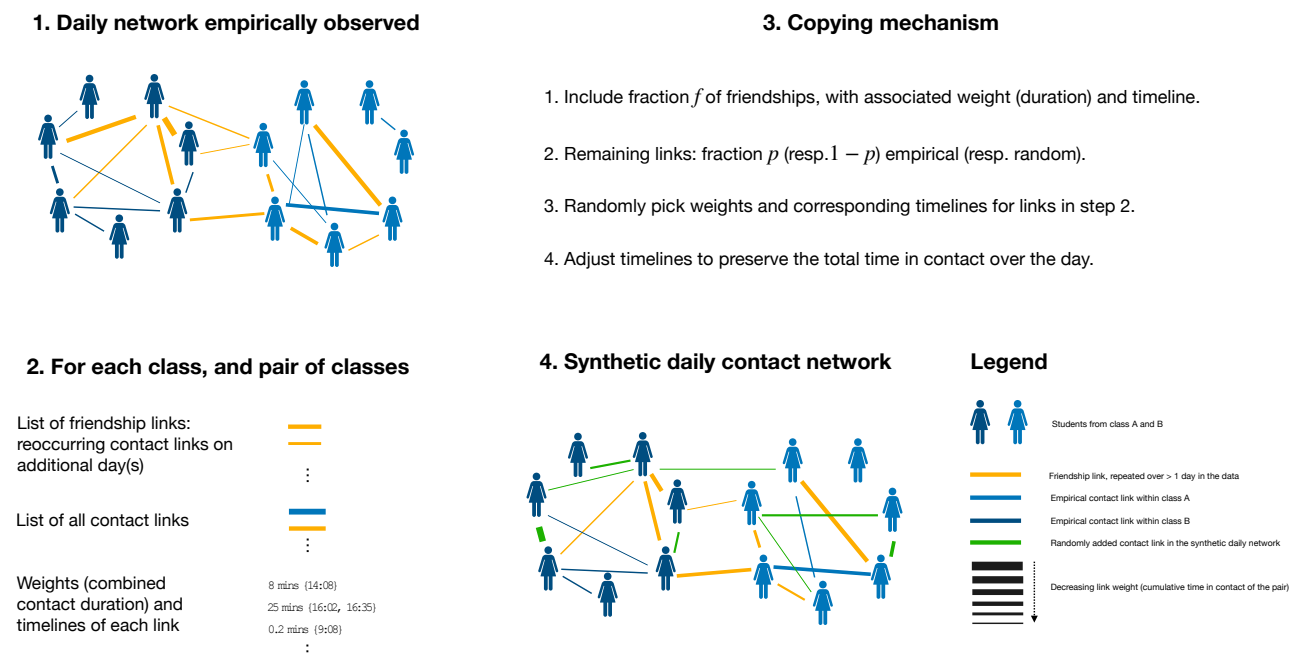 1. Daily network empirically observed
3. Copying mechanism
1. Include fraction f of friendships, with associated weight (duration) and timeline.
2. Remaining links: fraction p (resp.1 − p) empirical (resp. random).
3. Randomly pick weights and corresponding timelines for links in step 2.
4. Adjust timelines to preserve the total time in contact over the day.
2. For each class, and pair of classes
List of friendship links:
reoccurring contact links on
additional day(s)
⋮
List of all contact links
⋮
Weights (combined
contact duration) and
timelines of each link
8 mins {14:08}
25 mins {16:02, 16:35}
0.2 mins {9:08}
⋮
4. Synthetic daily contact network
Legend
Students from class A and B
Friendship link, repeated over > 1 day in the data
Empirical contact link within class A
Empirical contact link within class B
Randomly added contact link in the synthetic daily network
Decreasing link weight (cumulative time in contact of the pair)